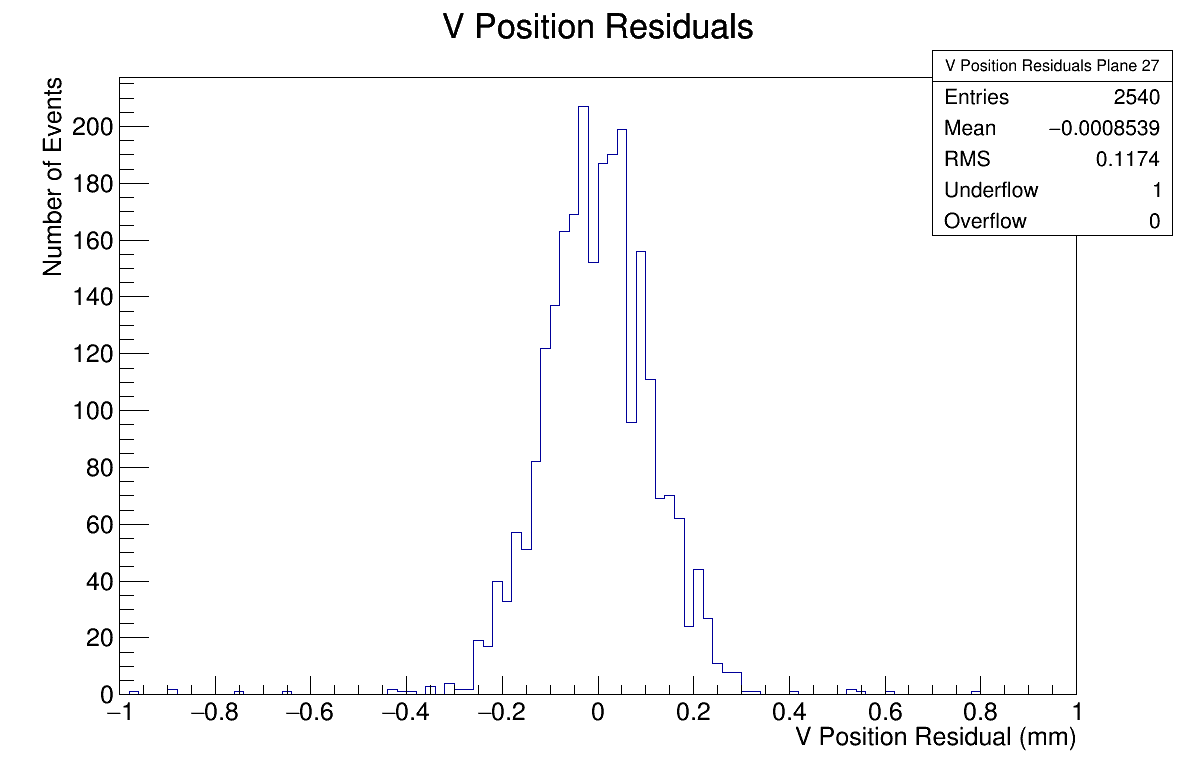 V Position Residuals
V Position Residuals Plane 27
Entries 2540
Mean −0.0008539
RMS 0.1174
Underflow 1
Overflow 0
Number of Events
200
180
160
140
120
100
80
60
40
20
0
−1 −0.8 −0.6 −0.4 −0.2 0 0.2 0.4 0.6 0.8 1
V Position Residual (mm)